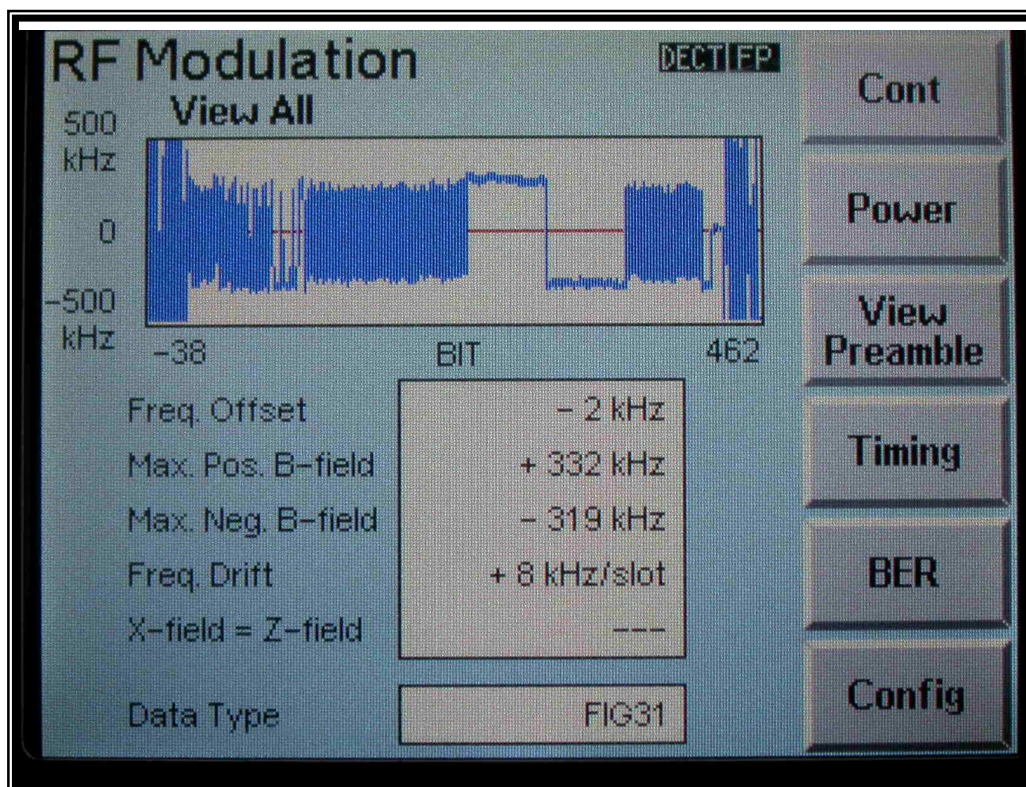 RF Modulation
DECT FP
View All
500
kHz
0
-500
kHz
-38
BIT
462
Freq. Offset
- 2 kHz
Max. Pos. B-field
+ 332 kHz
Max. Neg. B-field
- 319 kHz
Freq. Drift
+ 8 kHz/slot
X-field = Z-field
---
Data Type
FIG31
Cont
Power
View
Preamble
Timing
BER
Config